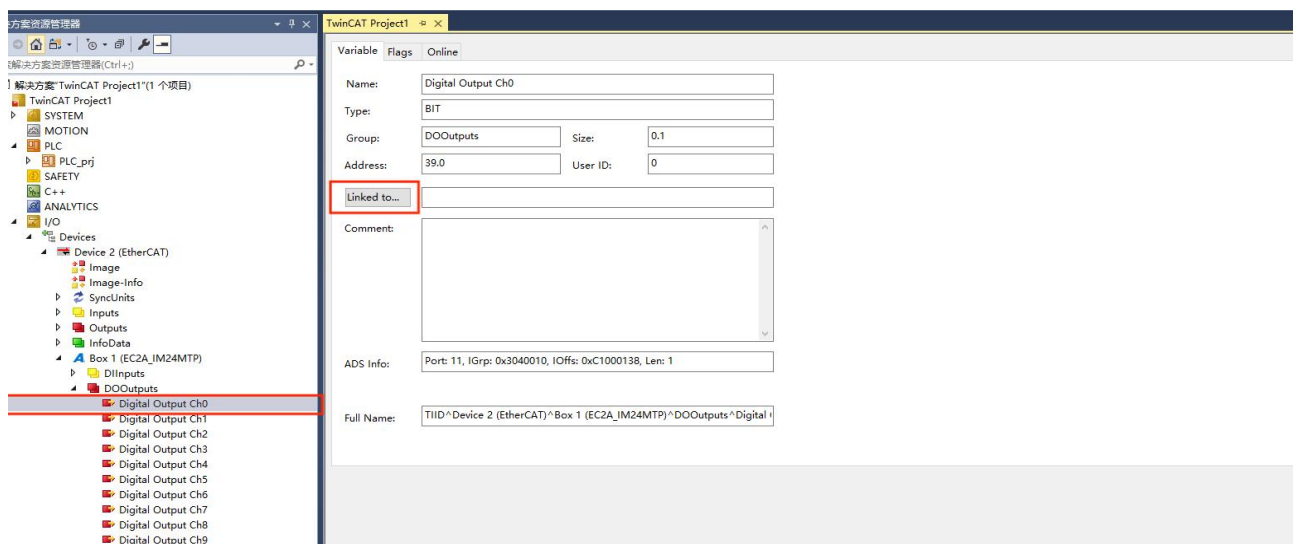 方案资源管理器
解决方案资源管理器(Ctrl+;)
解决方案"TwinCAT Project1"(1 个项目)
TwinCAT Project1
SYSTEM
MOTION
PLC
PLC_prj
SAFETY
C++
ANALYTICS
I/O
Devices
Device 2 (EtherCAT)
Image
Image-Info
SyncUnits
Inputs
Outputs
InfoData
Box 1 (EC2A_IM24MTP)
DIInputs
DOOutputs
Digital Output Ch0
Digital Output Ch1
Digital Output Ch2
Digital Output Ch3
Digital Output Ch4
Digital Output Ch5
Digital Output Ch6
Digital Output Ch7
Digital Output Ch8
Digital Output Ch9
TwinCAT Project1
Variable Flags Online
Name: Digital Output Ch0
Type: BIT
Group: DOOutputs Size: 0.1
Address: 39.0 User ID: 0
Linked to...
Comment:
ADS Info: Port: 11, IGrp: 0x3040010, IOffs: 0xC1000138, Len: 1
Full Name: TIID^Device 2 (EtherCAT)^Box 1 (EC2A_IM24MTP)^DOOutputs^Digital